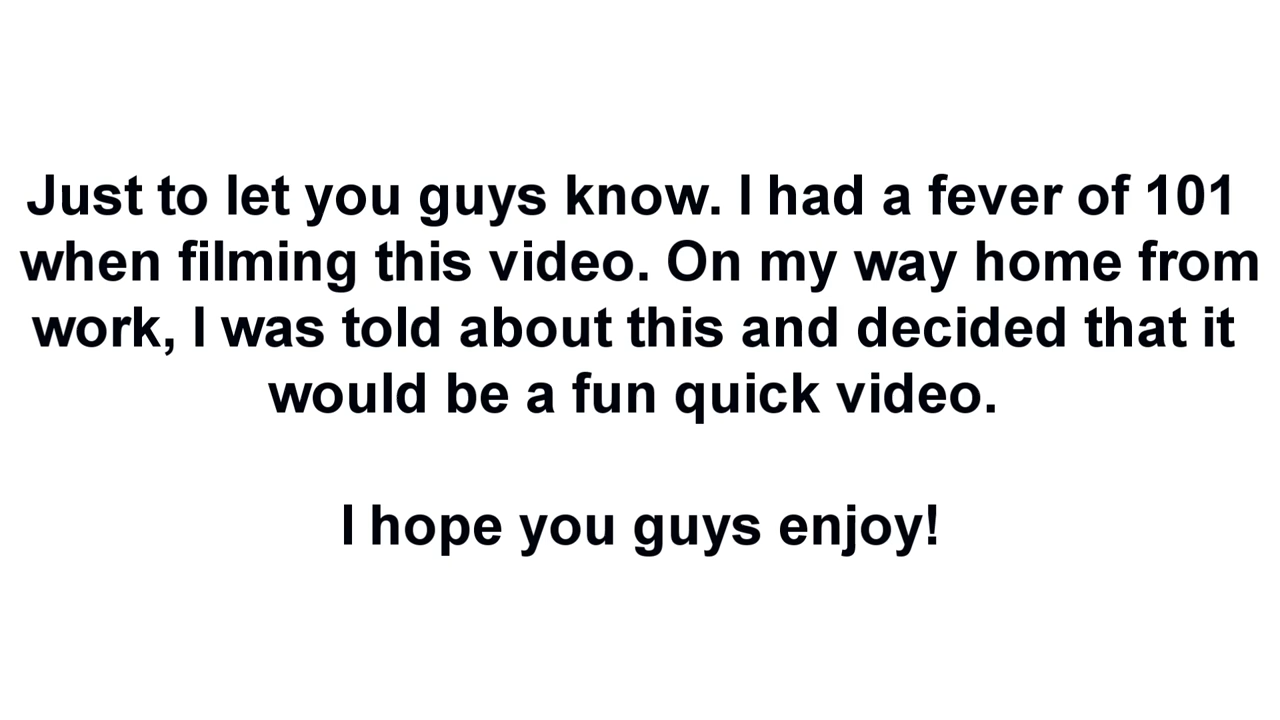 Just to let you guys know. I had a fever of 101
when filming this video. On my way home from
work, I was told about this and decided that it
would be a fun quick video.
I hope you guys enjoy!